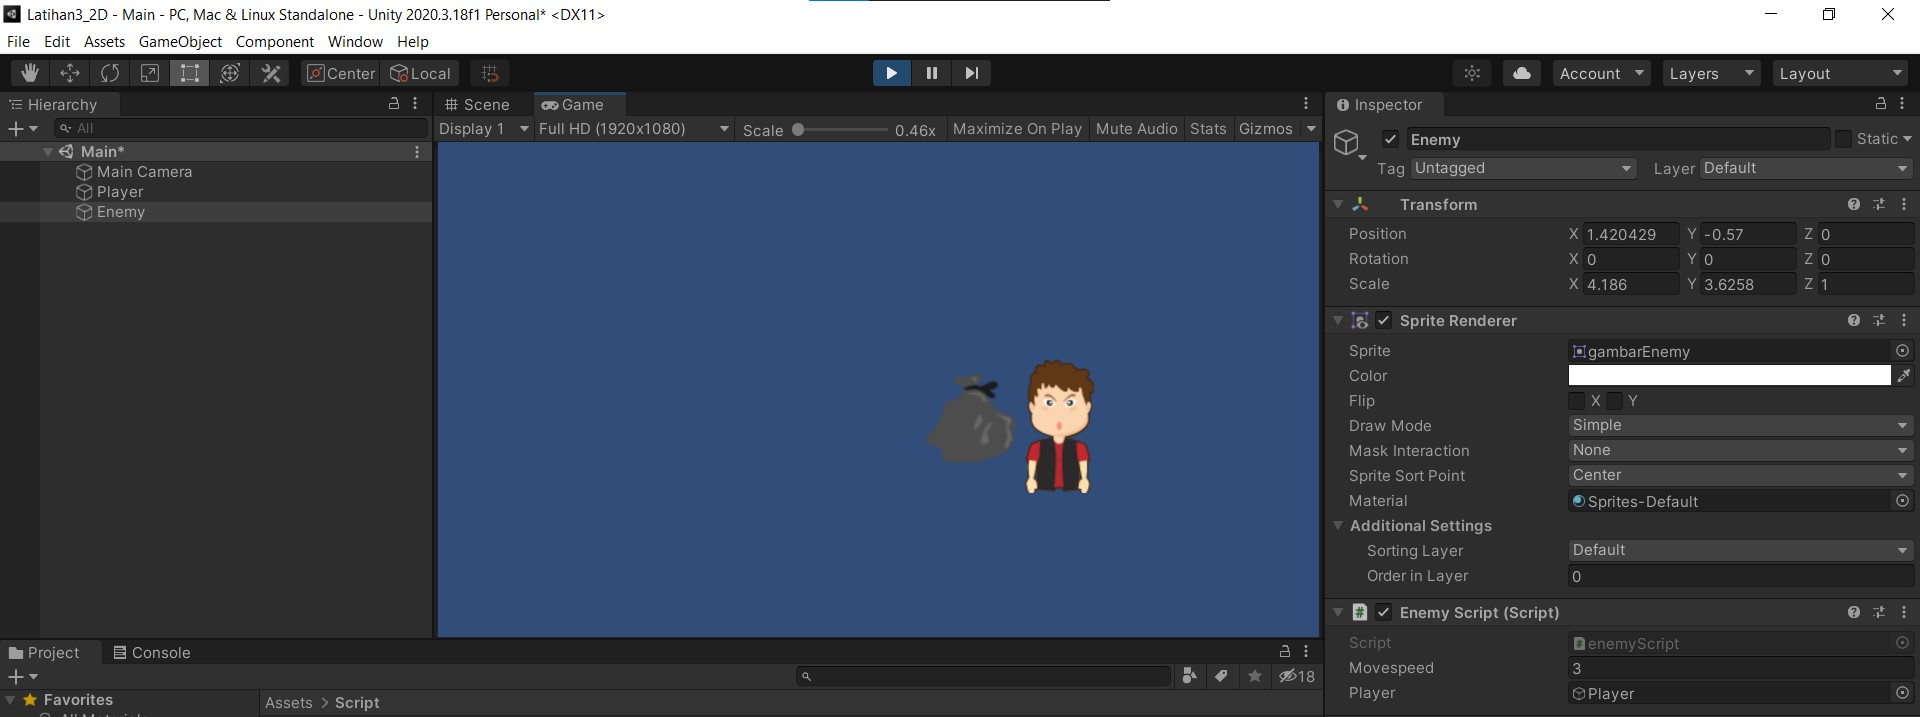 Latihan3_2D - Main - PC, Mac & Linux Standalone - Unity 2020.3.18f1 Personal* <DX11>
File Edit Assets GameObject Component Window Help
Center Local Account Layers Layout
Hierarchy
All
Main*
Main Camera
Player
Enemy
Scene Game
Display 1 Full HD (1920x1080) Scale 0.46x Maximize On Play Mute Audio Stats Gizmos
Inspector
Enemy Static
Tag Untagged Layer Default
Transform
Position X 1.420429 Y -0.57 Z 0
Rotation X 0 Y 0 Z 0
Scale X 4.186 Y 3.6258 Z 1
Sprite Renderer
Sprite gambarEnemy
Color
Flip X Y
Draw Mode Simple
Mask Interaction None
Sprite Sort Point Center
Material Sprites-Default
Additional Settings
Sorting Layer Default
Order in Layer 0
# Enemy Script (Script)
Script enemyScript
Movespeed 3
Player Player
Project Console
18
Favorites
Assets > Script